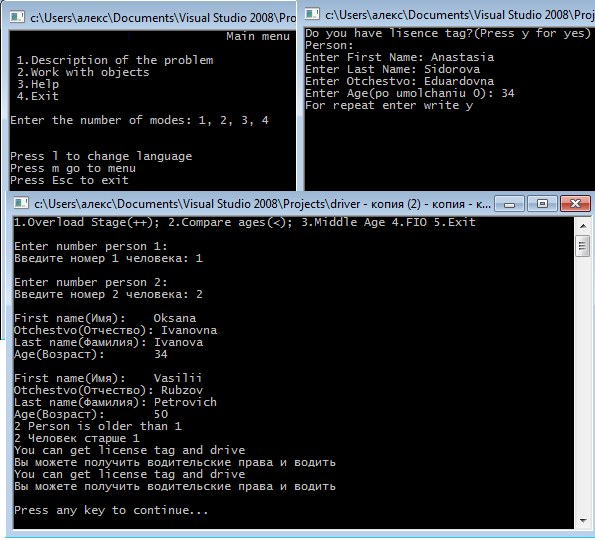 c:\Users\алекс\Documents\Visual Studio 2008\Proj
Main menu
1.Description of the problem
2.Work with objects
3.Help
4.Exit
Enter the number of modes: 1, 2, 3, 4
Press l to change language
Press m go to menu
Press Esc to exit
c:\Users\алекс\Documents\Visual Studio 2008\Proj
Do you have lisence tag?(Press y for yes)
Person:
Enter First Name: Anastasia
Enter Last Name: Sidorova
Enter Otchestvo: Eduardovna
Enter Age(po umolchaniu 0): 34
For repeat enter write y
c:\Users\алекс\Documents\Visual Studio 2008\Projects\driver - копия (2) - копия - к...
1.Overload Stage(++); 2.Compare ages(<); 3.Middle Age 4.FIO 5.Exit
Enter number person 1:
Введите номер 1 человека: 1
Enter number person 2:
Введите номер 2 человека: 2
First name(Имя): Oksana
Otchestvo(Отчество): Ivanovna
Last name(Фамилия): Ivanova
Age(Возраст): 34
First name(Имя): Vasilii
Otchestvo(Отчество): Rubzov
Last name(Фамилия): Petrovich
Age(Возраст): 50
2 Person is older than 1
2 Человек старше 1
You can get license tag and drive
Вы можете получить водительские права и водить
You can get license tag and drive
Вы можете получить водительские права и водить
Press any key to continue...